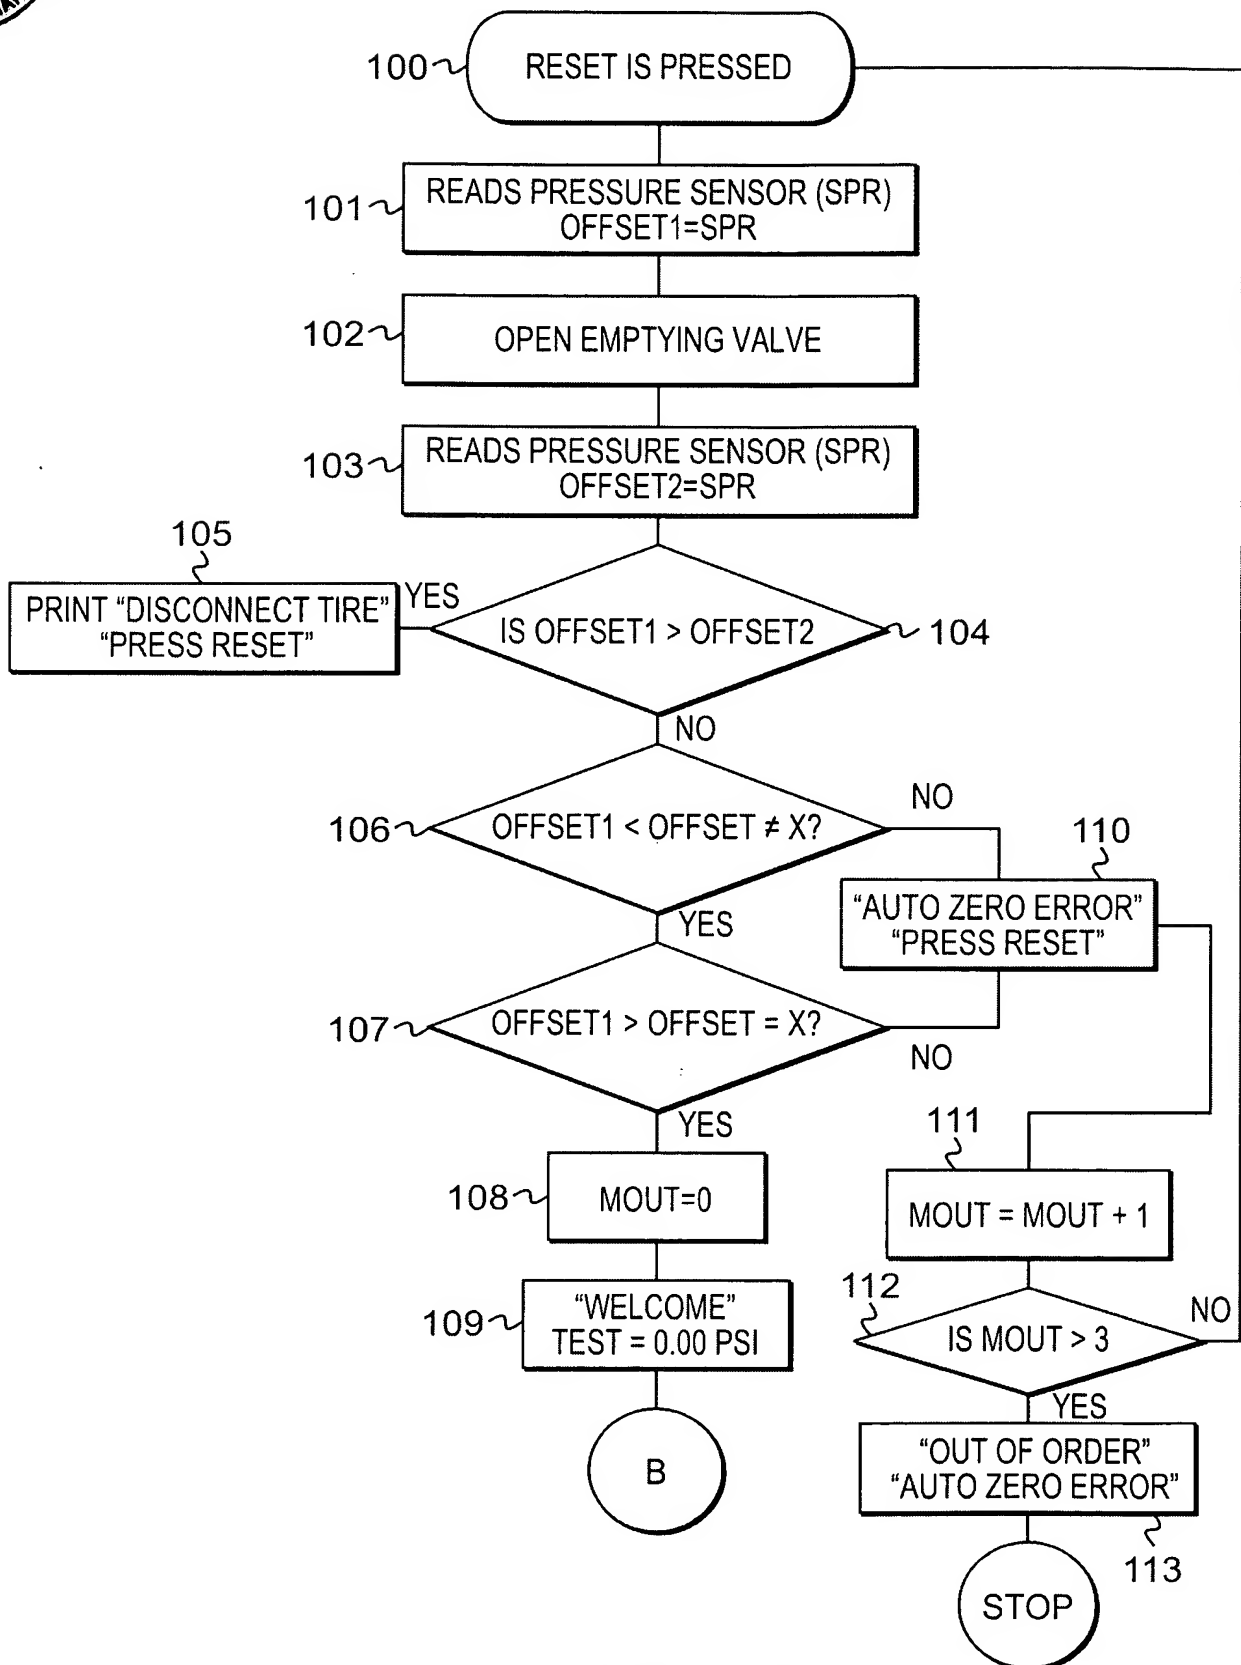 100
RESET IS PRESSED
101
READS PRESSURE SENSOR (SPR)
OFFSET1=SPR
102
OPEN EMPTYING VALVE
103
READS PRESSURE SENSOR (SPR)
OFFSET2=SPR
105
PRINT “DISCONNECT TIRE”
“PRESS RESET”
YES
IS OFFSET1 > OFFSET2
104
NO
106
OFFSET1 < OFFSET ≠ X?
NO
110
“AUTO ZERO ERROR”
“PRESS RESET”
YES
107
OFFSET1 > OFFSET = X?
NO
YES
111
108
MOUT=0
MOUT = MOUT + 1
109
“WELCOME”
TEST = 0.00 PSI
112
IS MOUT > 3
NO
YES
B
“OUT OF ORDER”
“AUTO ZERO ERROR”
113
STOP